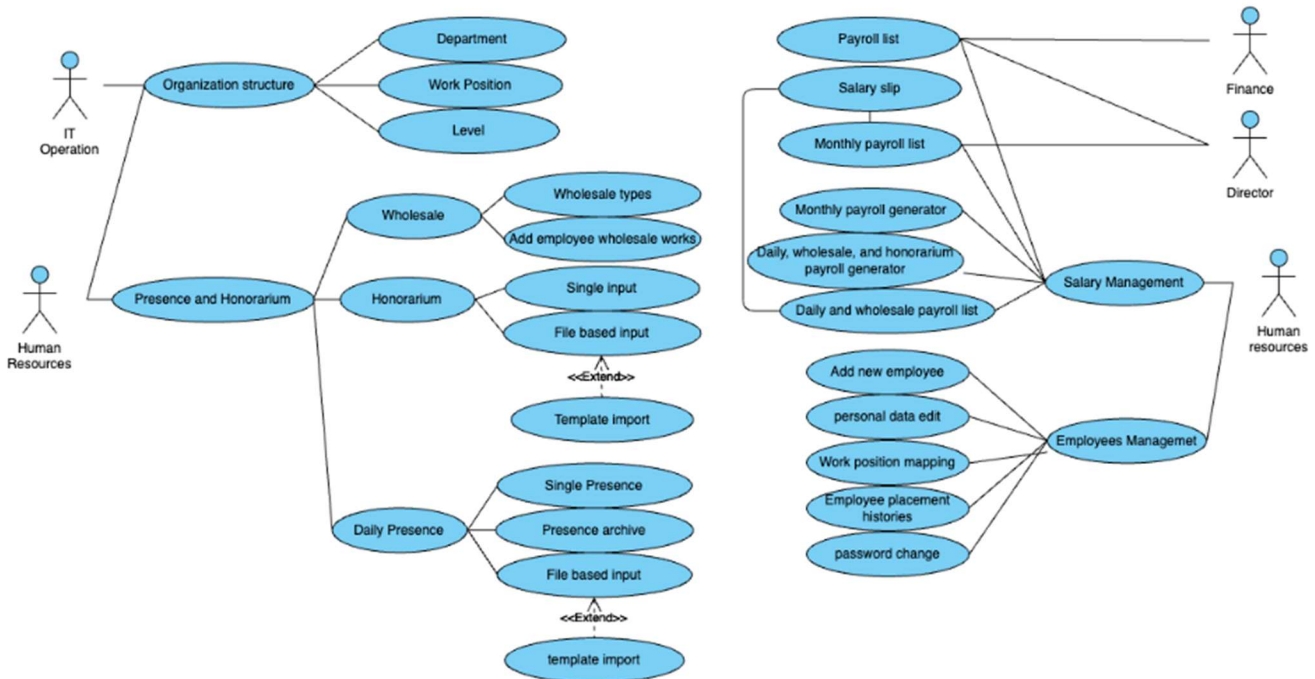 Department
Organization structure
Work Position
Level
IT
Operation
Wholesale
Wholesale types
Add employee wholesale works
Human
Resources
Presence and Honorarium
Honorarium
Single input
File based input
<<Extend>>
Template import
Daily Presence
Single Presence
Presence archive
File based input
<<Extend>>
template import
Payroll list
Finance
Salary slip
Monthly payroll list
Director
Monthly payroll generator
Daily, wholesale, and honorarium
payroll generator
Daily and wholesale payroll list
Salary Management
Human
resources
Add new employee
personal data edit
Work position mapping
Employee placement
histories
password change
Employees Managemet